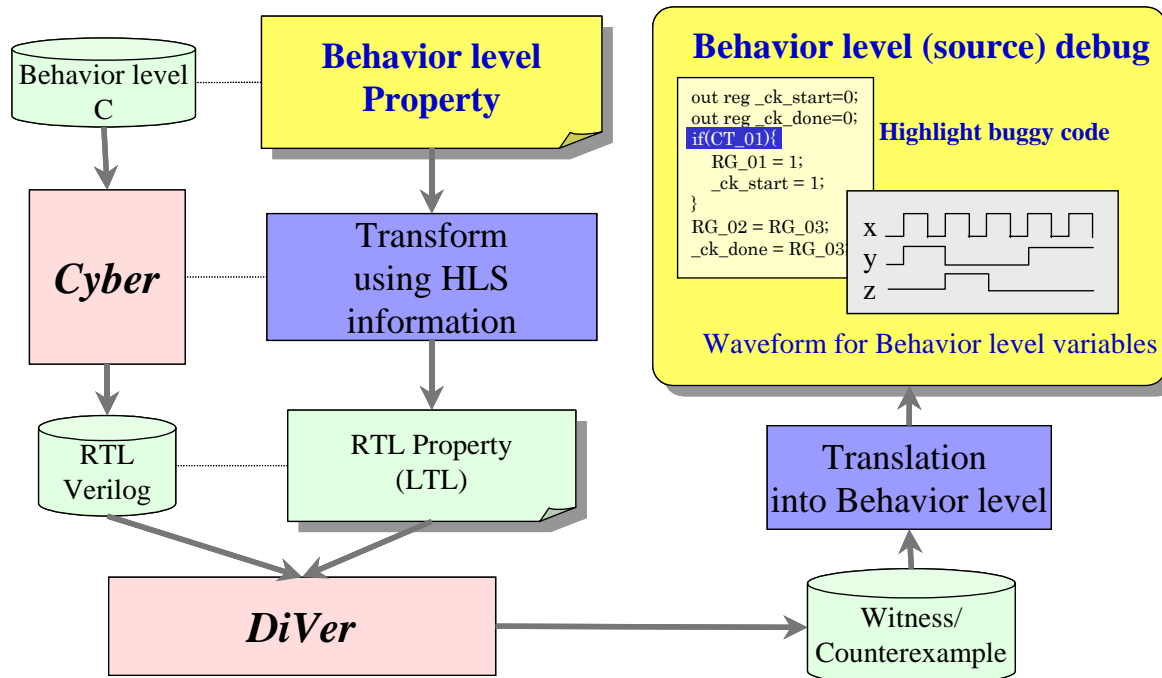 Behavior level
C
Behavior level
Property
Cyber
Transform
using HLS
information
RTL
Verilog
RTL Property
(LTL)
DiVer
Behavior level (source) debug
out reg _ck_start=0;
out reg _ck_done=0;
if(CT_01){
RG_01 = 1;
_ck_start = 1;
}
RG_02 = RG_03;
_ck_done = RG_03;
Highlight buggy code
x
y
z
Waveform for Behavior level variables
Translation
into Behavior level
Witness/
Counterexample